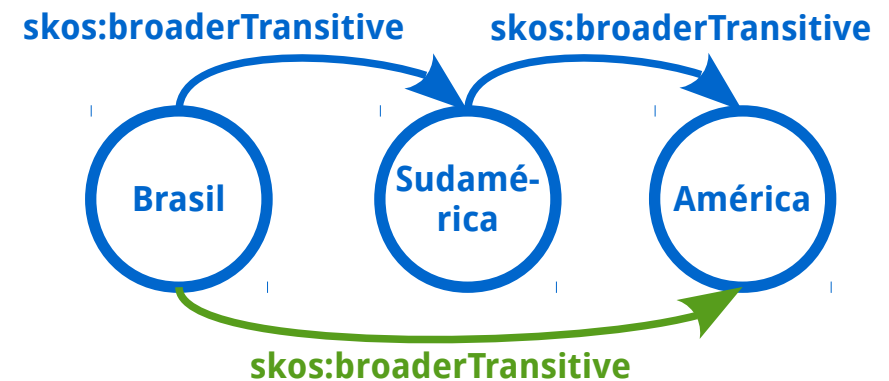 skos:broaderTransitive
skos:broaderTransitive
Brasil
Sudamé-
rica
América
skos:broaderTransitive